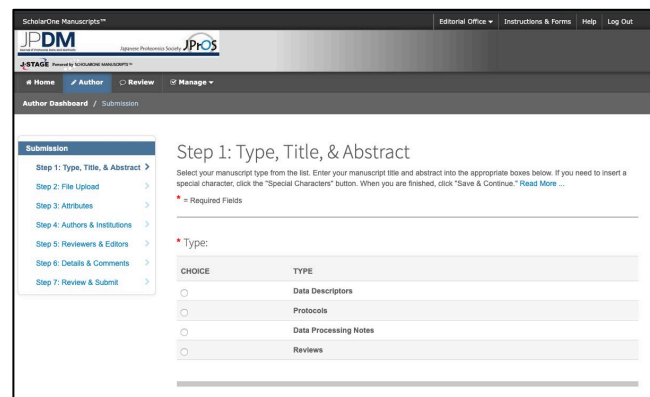 ScholarOne Manuscripts™
Editorial Office Instructions & Forms Help Log Out
JPDM
Japanese Proteomics Society JPrOS
J-STAGE Powered by SCHOLARONE MANUSCRIPTS™
Home Author Review Manage
Author Dashboard / Submission
Submission
Step 1: Type, Title, & Abstract
Step 2: File Upload
Step 3: Attributes
Step 4: Authors & Institutions
Step 5: Reviewers & Editors
Step 6: Details & Comments
Step 7: Review & Submit
Step 1: Type, Title, & Abstract
Select your manuscript type from the list. Enter your manuscript title and abstract into the appropriate boxes below. If you need to insert a
special character, click the "Special Characters" button. When you are finished, click "Save & Continue." Read More ...
* = Required Fields
* Type:
CHOICE TYPE
Data Descriptors
Protocols
Data Processing Notes
Reviews